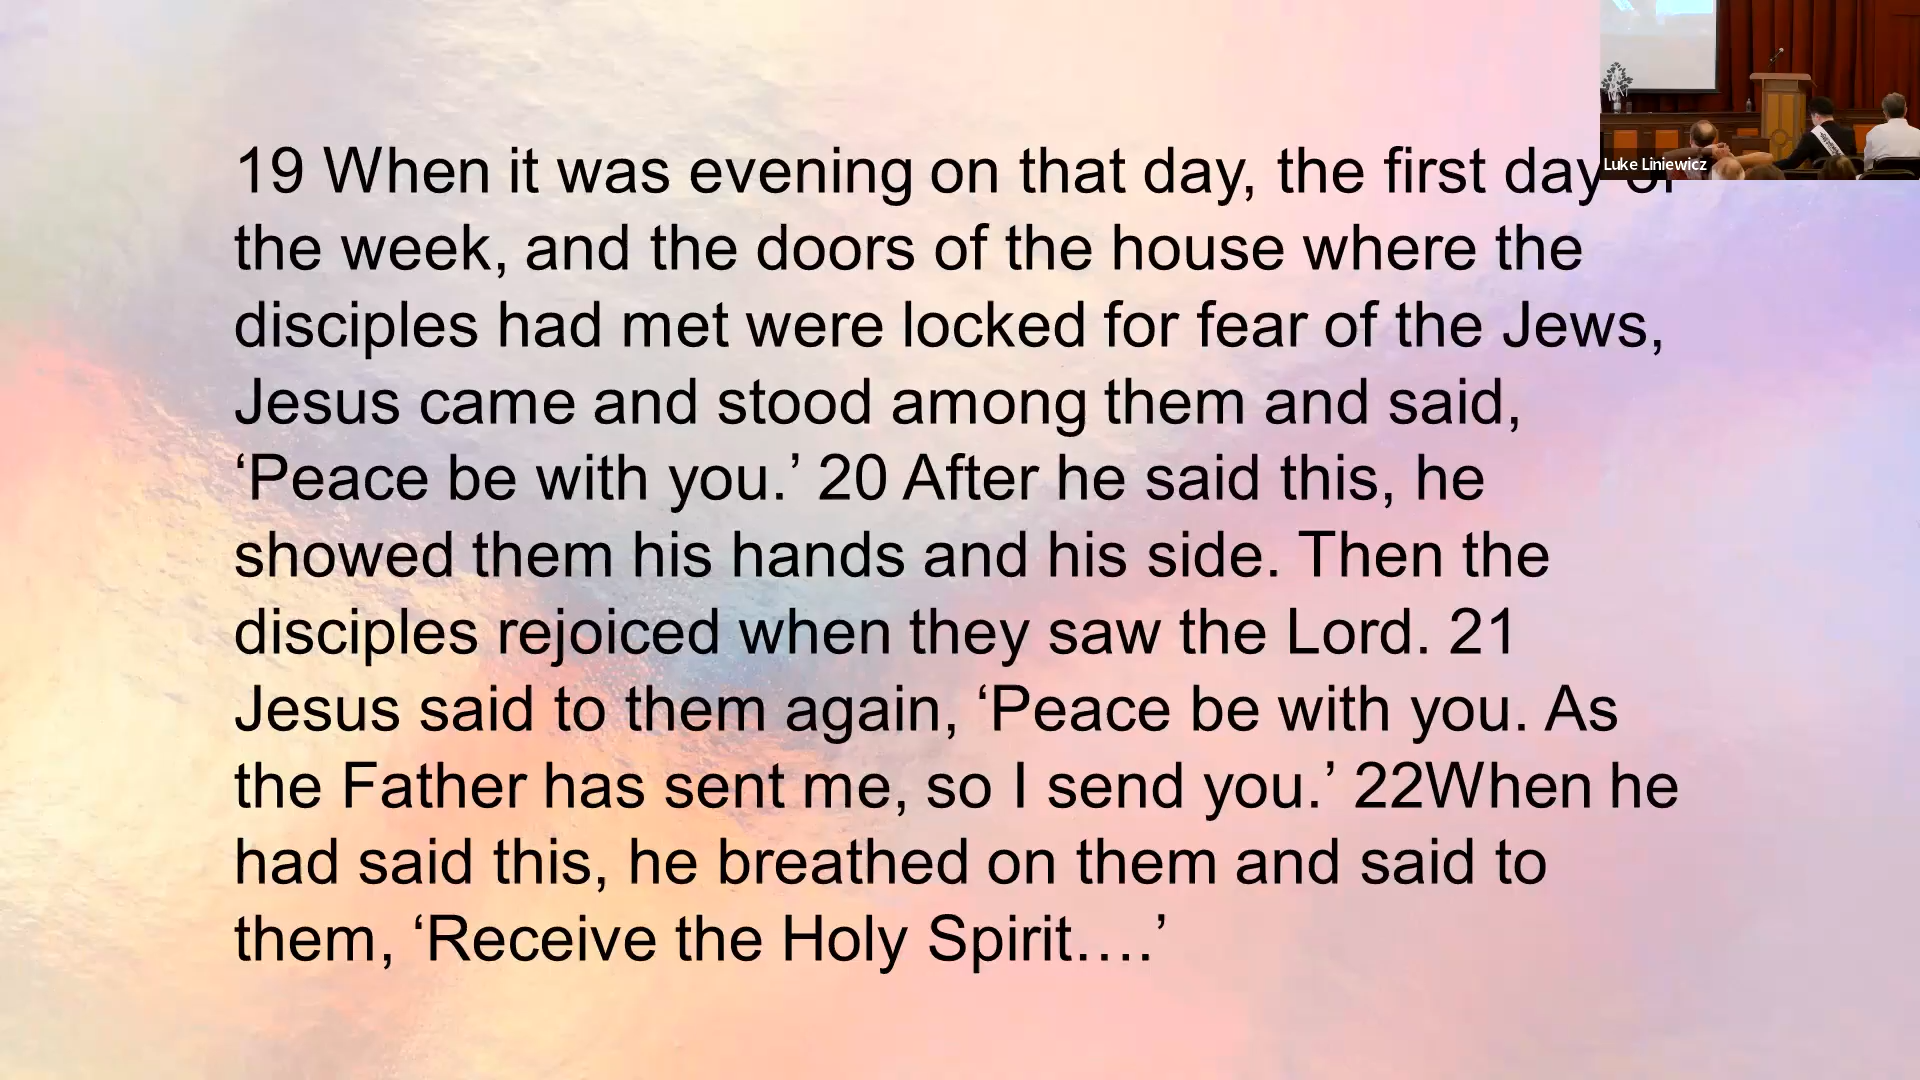 19 When it was evening on that day, the first day of
the week, and the doors of the house where the
disciples had met were locked for fear of the Jews,
Jesus came and stood among them and said,
‘Peace be with you.’ 20 After he said this, he
showed them his hands and his side. Then the
disciples rejoiced when they saw the Lord. 21
Jesus said to them again, ‘Peace be with you. As
the Father has sent me, so I send you.’ 22When he
had said this, he breathed on them and said to
them, ‘Receive the Holy Spirit….’
Luke Liniewicz